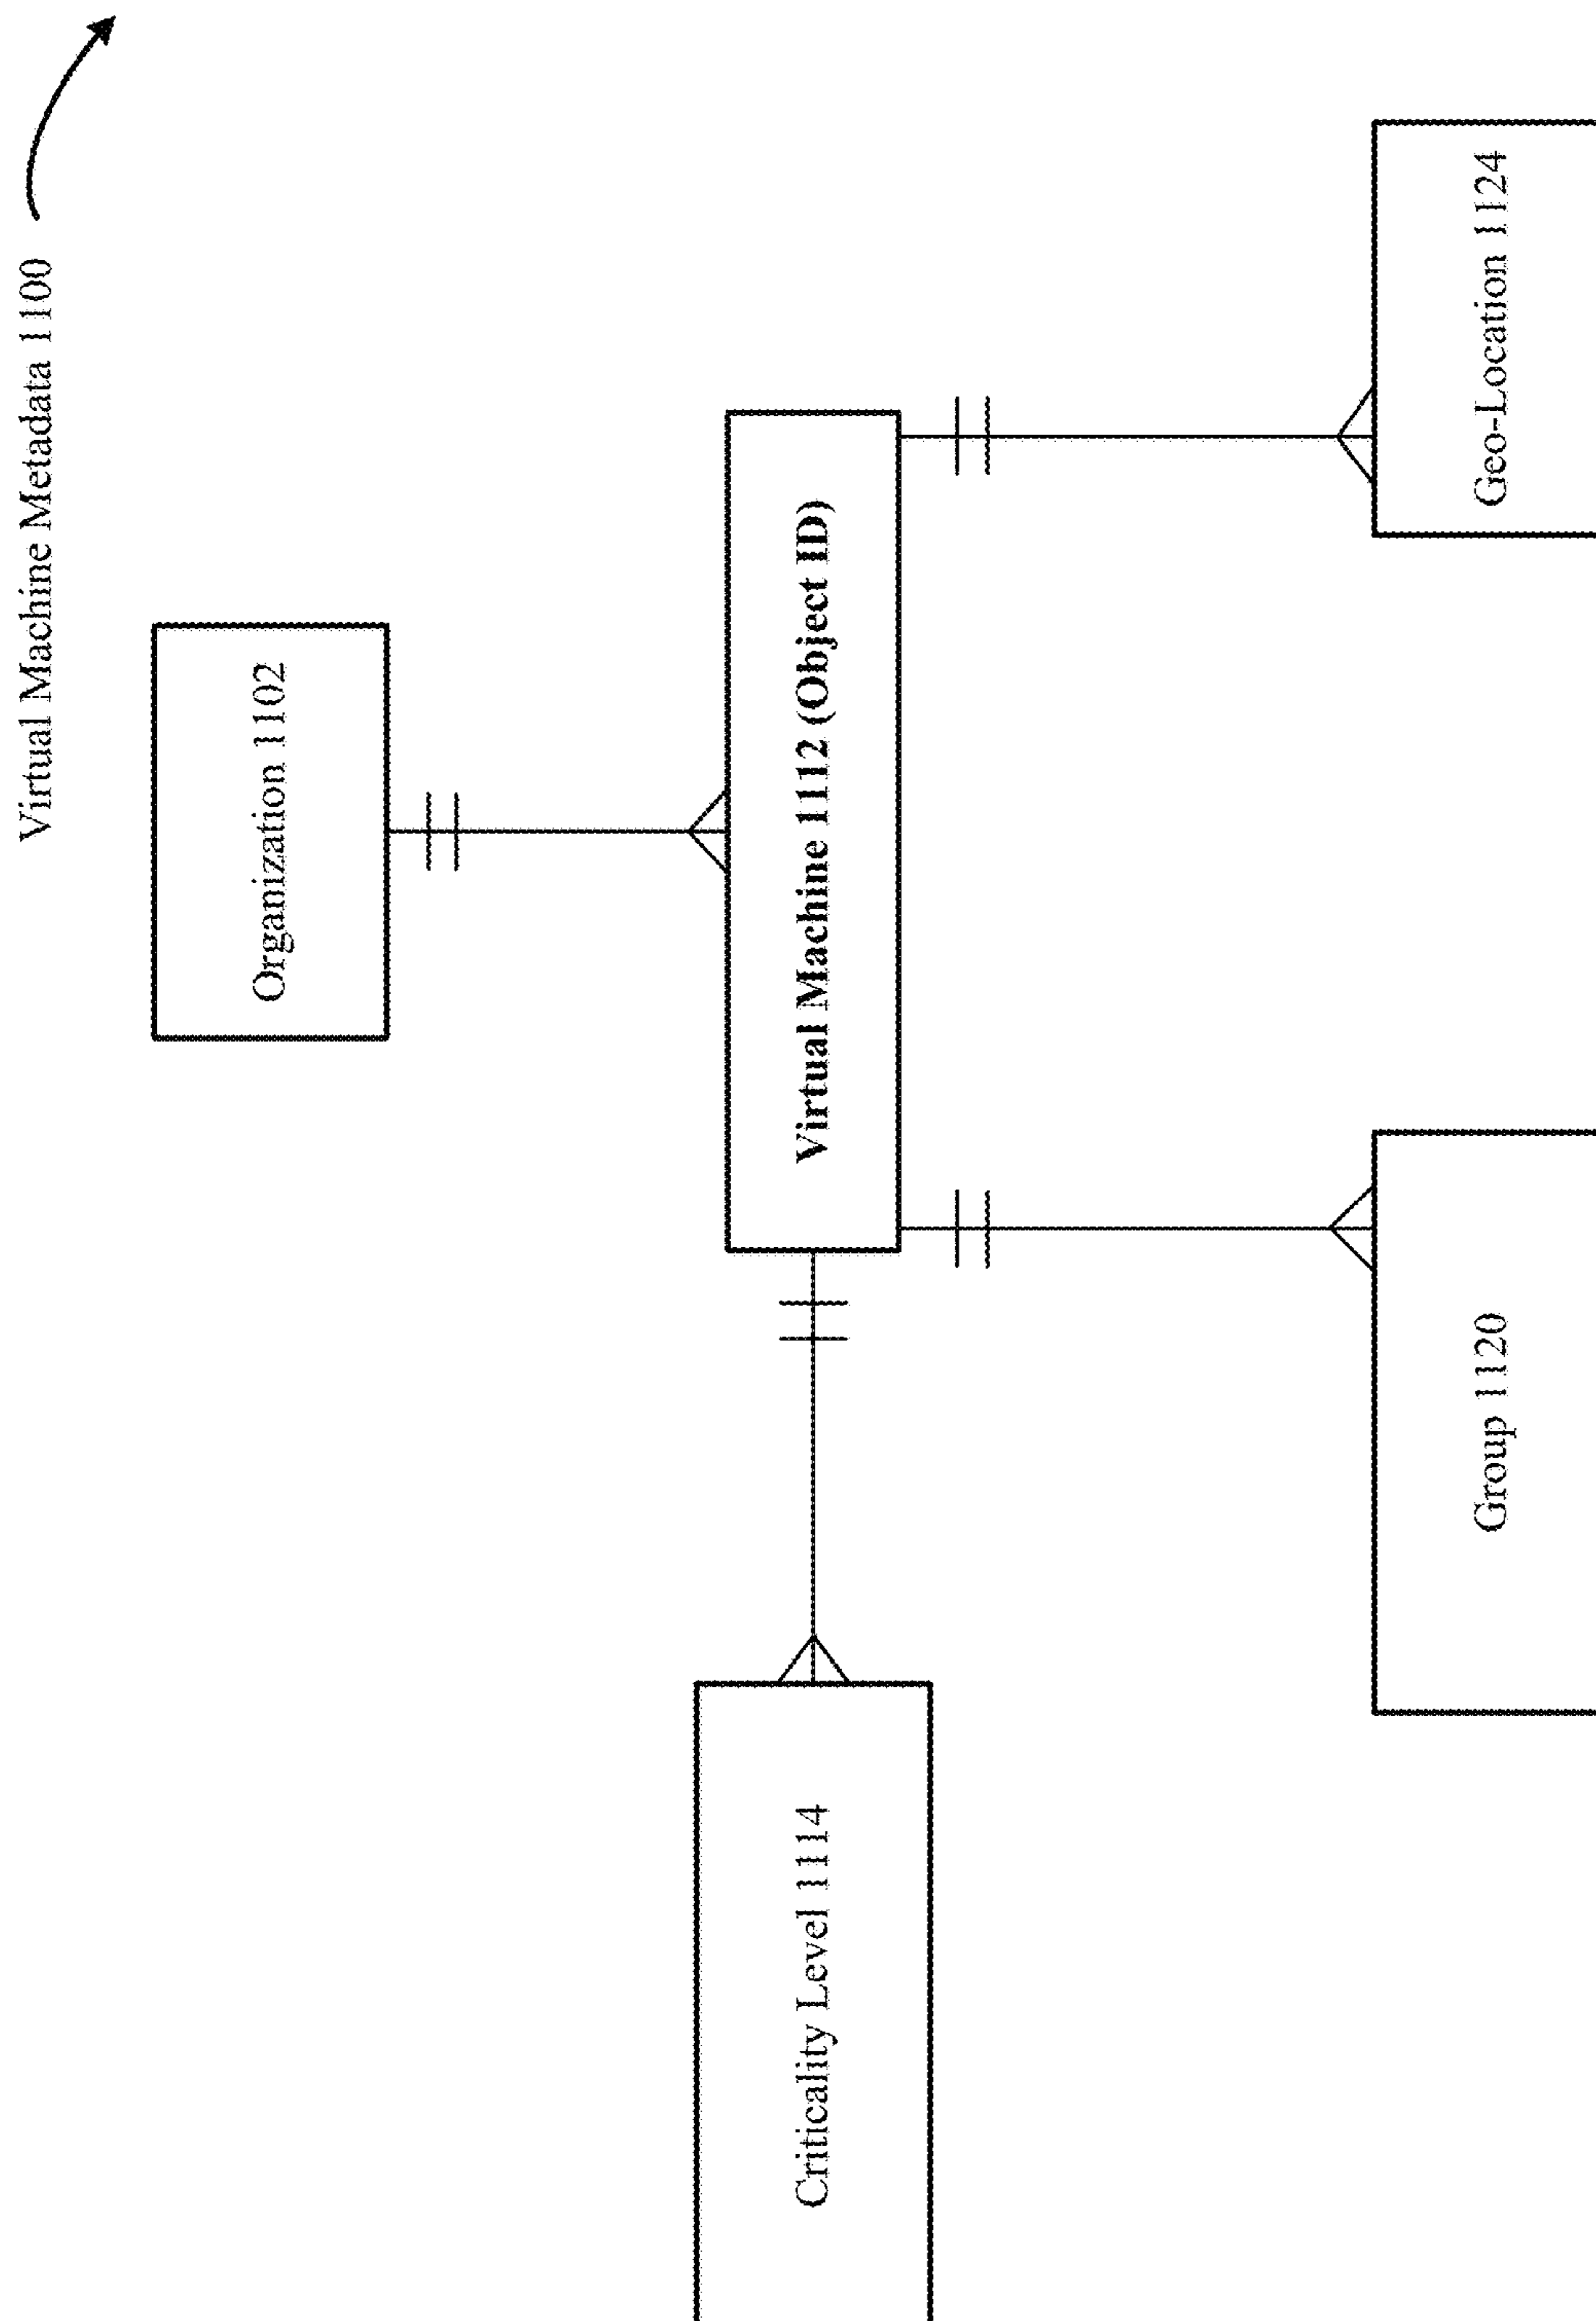 Virtual Machine Metadata 1100
Organization 1102
Criticality Level 1114
Virtual Machine 1112 (Object ID)
Group 1120
Geo-Location 1124